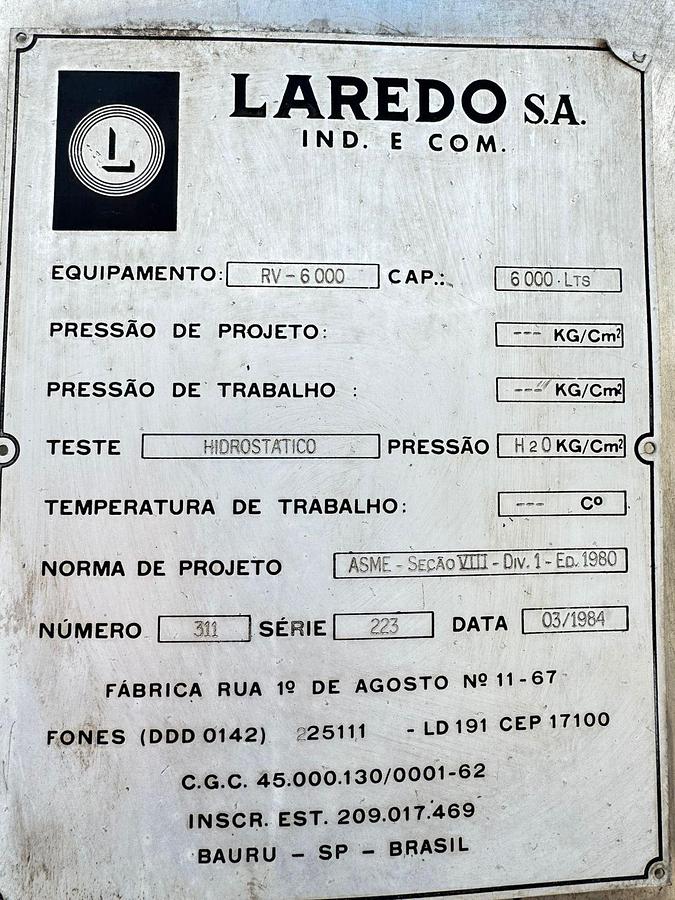 L
LAREDO S.A.
IND. E COM.
EQUIPAMENTO: RV-6000 CAP.: 6000.LTS
PRESSÃO DE PROJETO: --- KG/Cm²
PRESSÃO DE TRABALHO : --- KG/Cm²
TESTE HIDROSTATICO PRESSÃO H2O KG/Cm²
TEMPERATURA DE TRABALHO: --- Cº
NORMA DE PROJETO ASME - SEÇÃO VIII - DIV. 1 - ED. 1980
NÚMERO 311 SÉRIE 223 DATA 03/1984
FÁBRICA RUA 1º DE AGOSTO Nº 11-67
FONES (DDD 0142) 225111 - LD 191 CEP 17100
C.G.C. 45.000.130/0001-62
INSCR. EST. 209.017.469
BAURU - SP - BRASIL